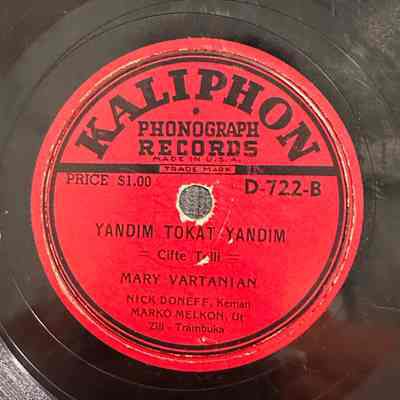 KALIPHON
PHONOGRAPH
RECORDS
MADE IN U.S.A.
TRADE MARK
PRICE $1.00 D-722-B
YANDIM TOKAT YANDIM
= Cifte Telli =
MARY VARTANIAN
NICK DONEFF, Keman
MARKO MELKON, Ut
Zill - Trambuka